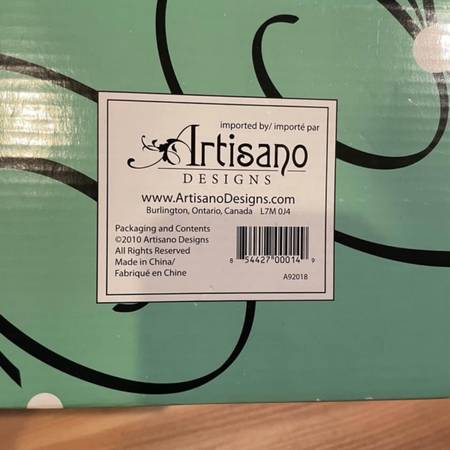 imported by/ importé par
Artisano
DESIGNS
www.ArtisanoDesigns.com
Burlington, Ontario, Canada L7M 0J4
Packaging and Contents
©2010 Artisano Designs
All Rights Reserved
Made in China/
Fabriqué en Chine
8 54427 00014 9
A92018